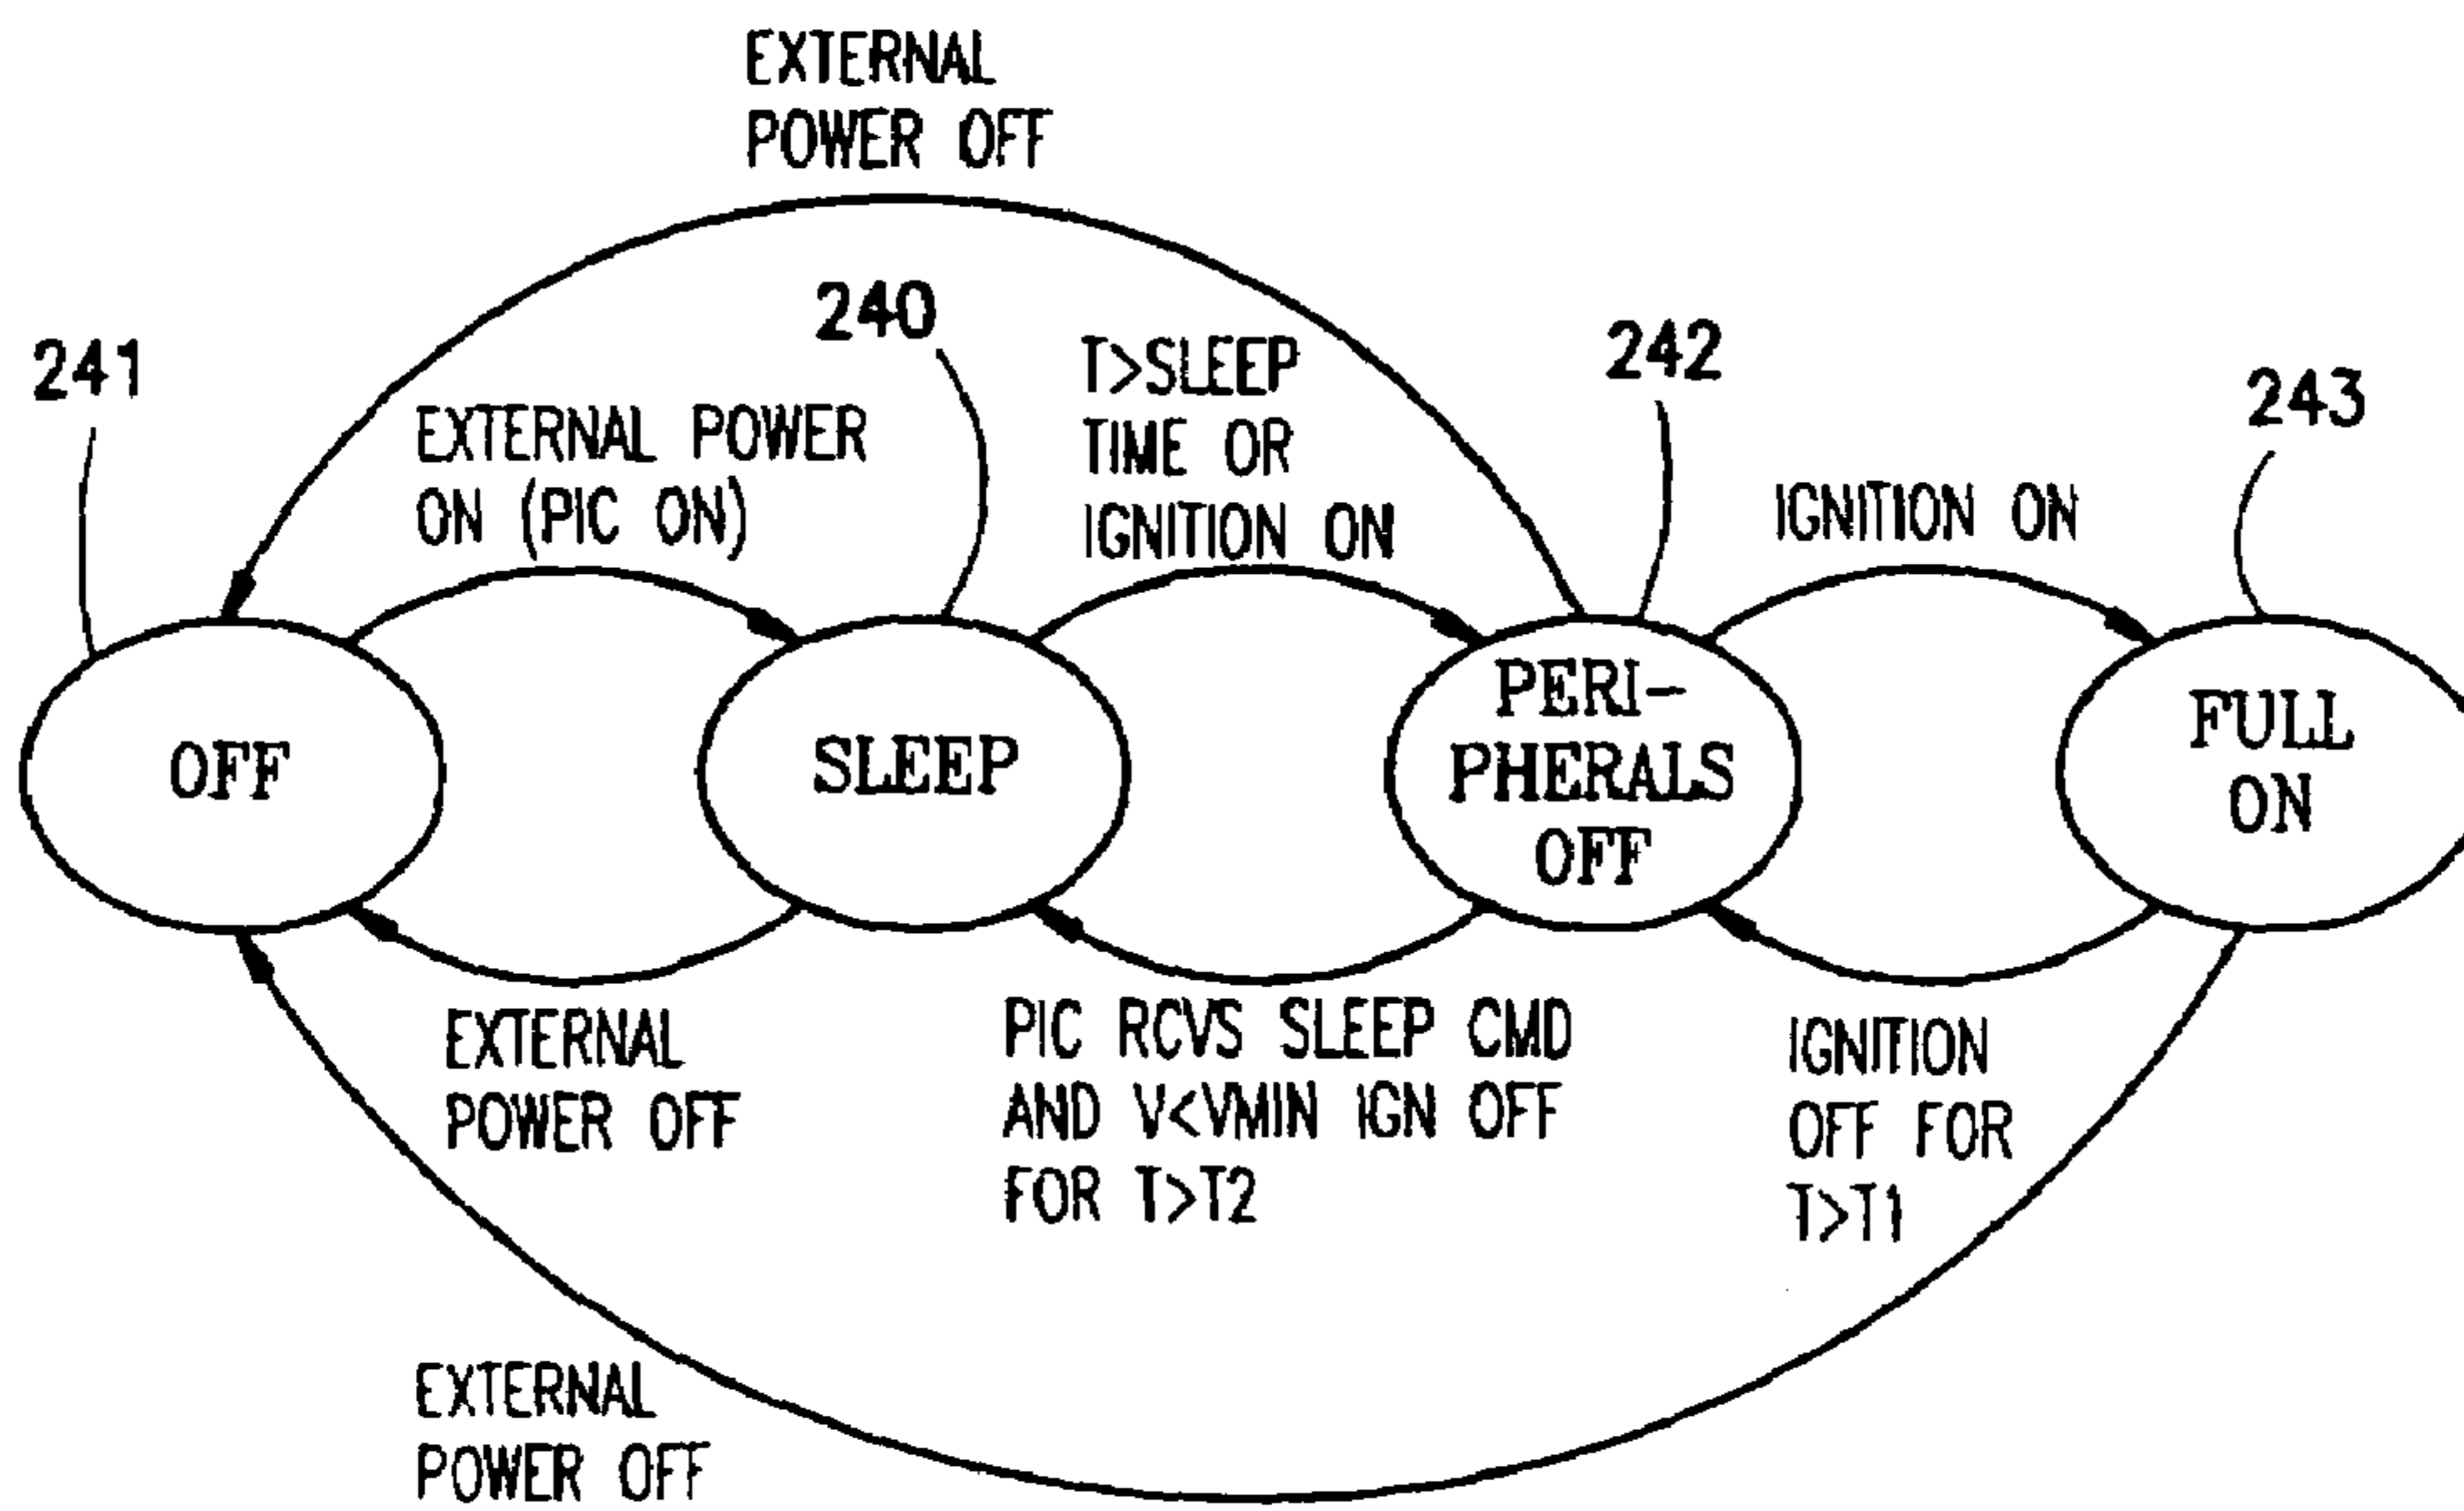 EXTERNAL
POWER OFF
240
241
T>SLEEP
TIME OR
IGNITION ON
242
243
EXTERNAL POWER
ON (PIC ON)
IGNITION ON
OFF
SLEEP
PERI-
PHERALS
OFF
FULL
ON
EXTERNAL
POWER OFF
PIC RCVS SLEEP CMD
AND V<VMIN IGN OFF
FOR T>T2
IGNITION
OFF FOR
T>T1
EXTERNAL
POWER OFF